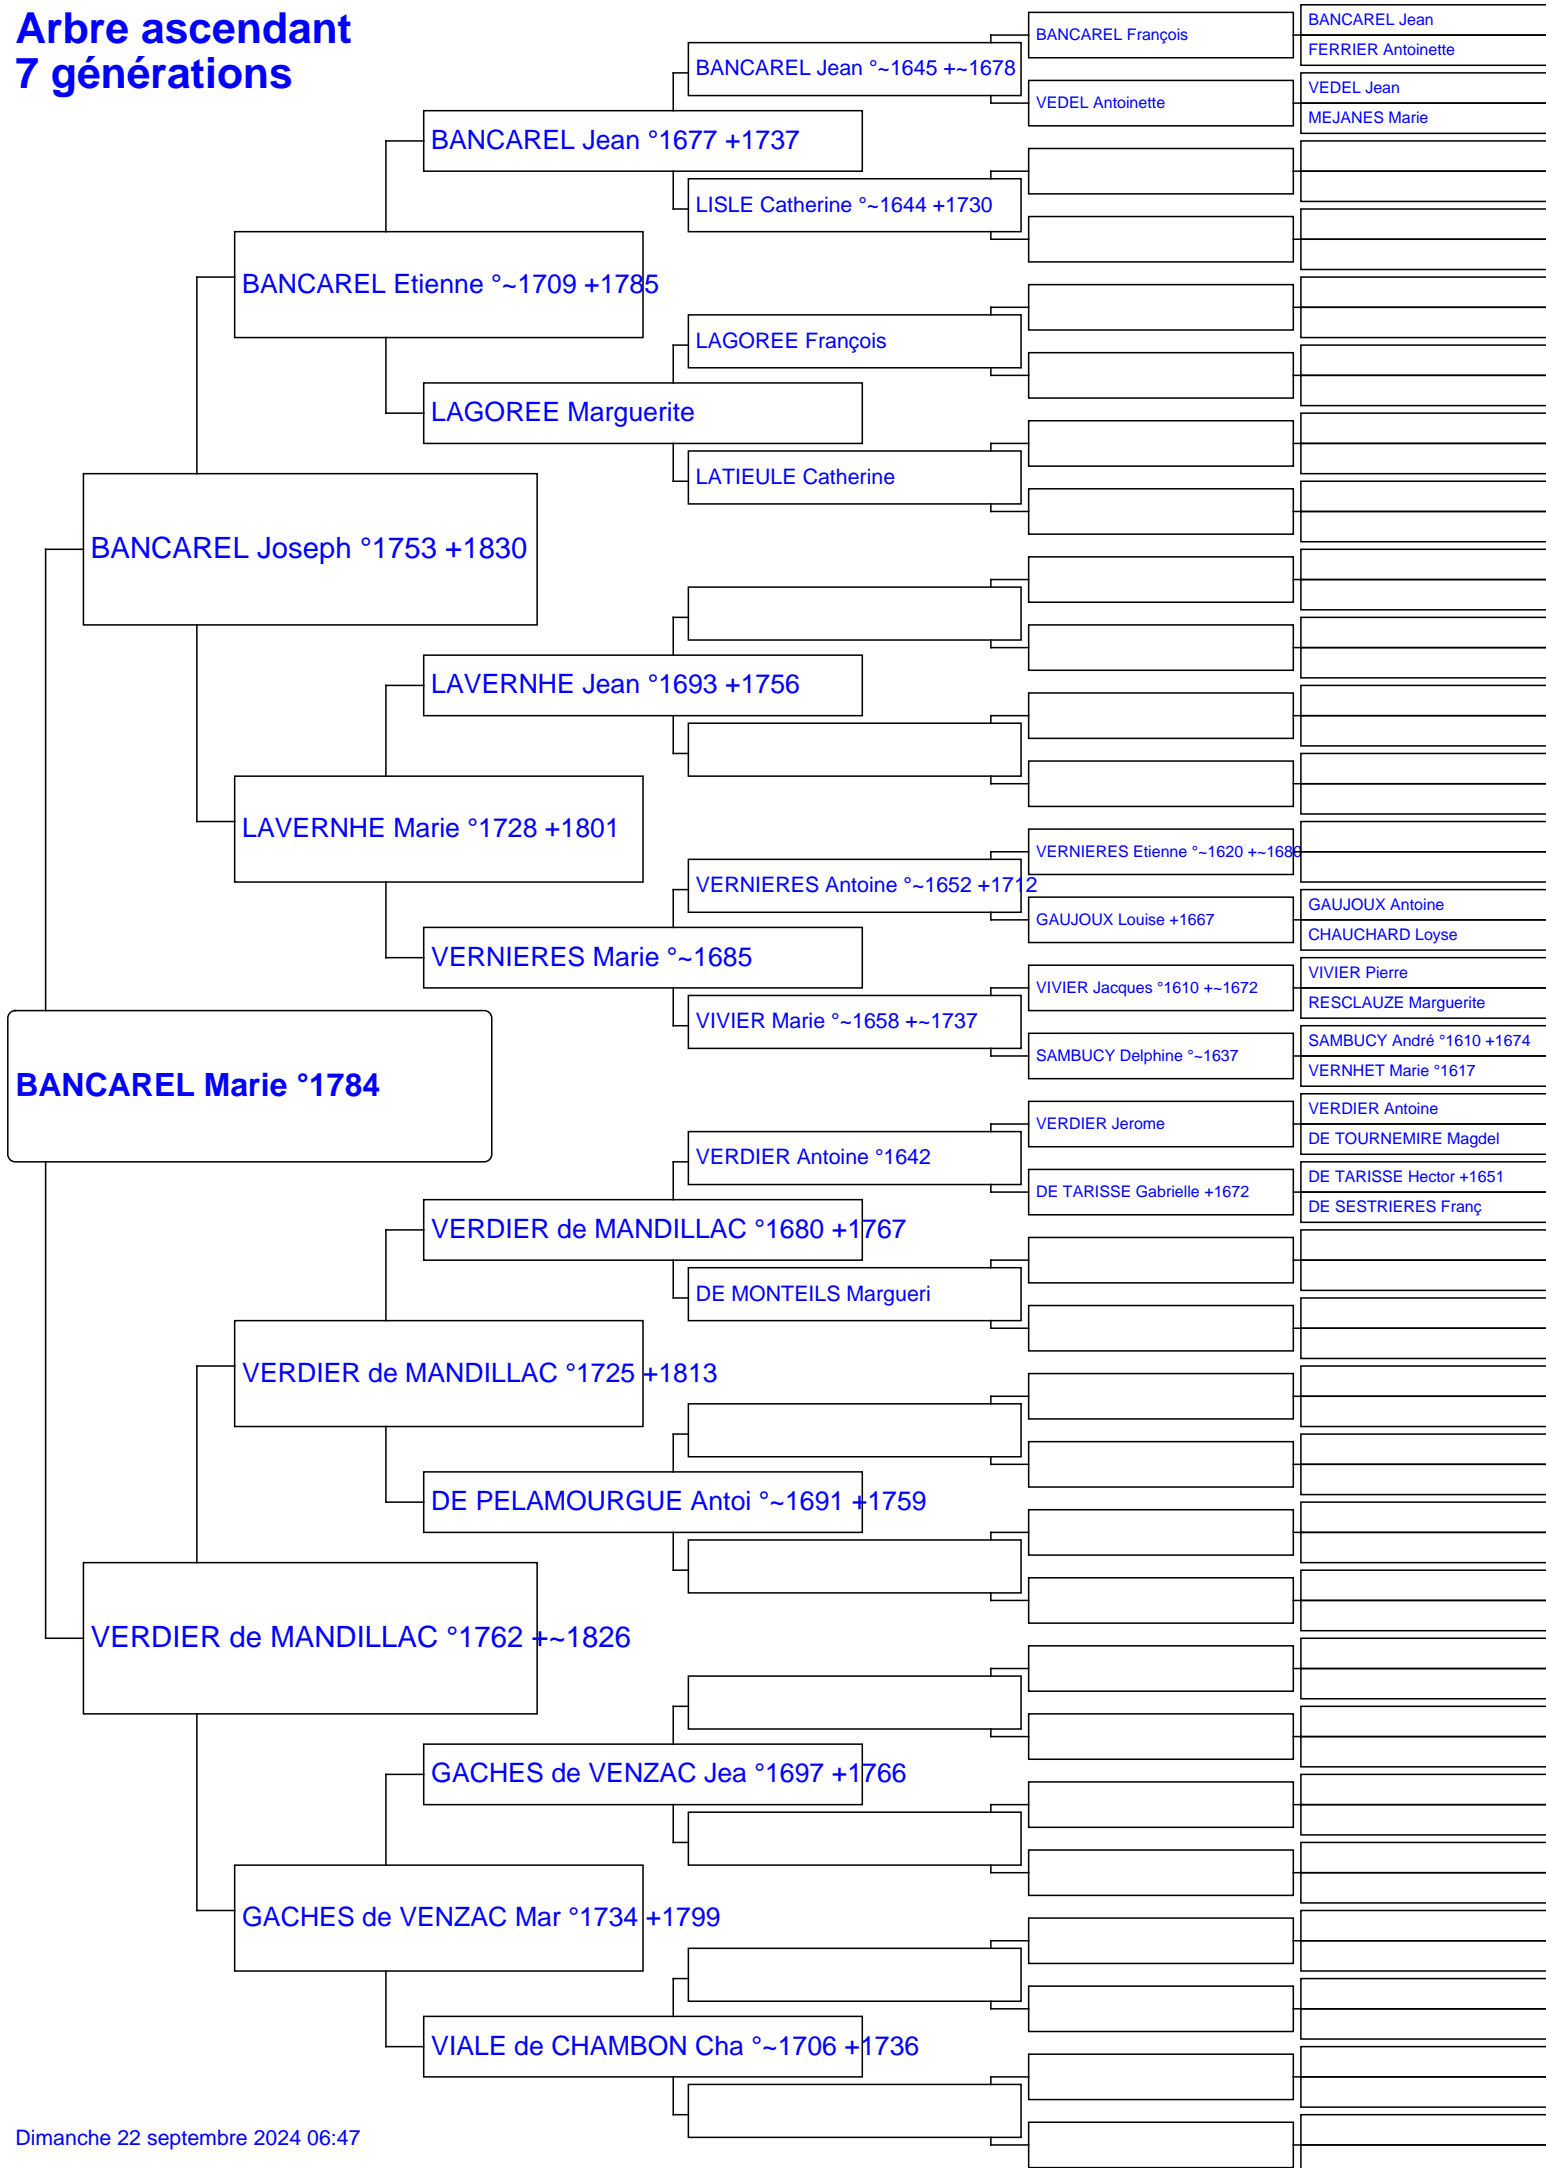 Arbre ascendant
7 générations
BANCAREL Marie °1784
BANCAREL Joseph °1753 +1830
VERDIER de MANDILLAC °1762 +~1826
BANCAREL Etienne °~1709 +1785
LAVERNHE Marie °1728 +1801
VERDIER de MANDILLAC °1725 +1813
GACHES de VENZAC Mar °1734 +1799
BANCAREL Jean °1677 +1737
LAGOREE Marguerite
LAVERNHE Jean °1693 +1756
VERNIERES Marie °~1685
VERDIER de MANDILLAC °1680 +1767
DE PELAMOURGUE Antoi °~1691 +1759
GACHES de VENZAC Jea °1697 +1766
VIALE de CHAMBON Cha °~1706 +1736
BANCAREL Jean °~1645 +~1678
LISLE Catherine °~1644 +1730
LAGOREE François
LATIEULE Catherine
VERNIERES Antoine °~1652 +1712
VIVIER Marie °~1658 +~1737
VERDIER Antoine °1642
DE MONTEILS Margueri
BANCAREL François
VEDEL Antoinette
VERNIERES Etienne °~1620 +~1680
GAUJOUX Louise +1667
VIVIER Jacques °1610 +~1672
SAMBUCY Delphine °~1637
VERDIER Jerome
DE TARISSE Gabrielle +1672
BANCAREL Jean
FERRIER Antoinette
VEDEL Jean
MEJANES Marie
GAUJOUX Antoine
CHAUCHARD Loyse
VIVIER Pierre
RESCLAUZE Marguerite
SAMBUCY André °1610 +1674
VERNHET Marie °1617
VERDIER Antoine
DE TOURNEMIRE Magdel
DE TARISSE Hector +1651
DE SESTRIERES Franç
Dimanche 22 septembre 2024 06:47